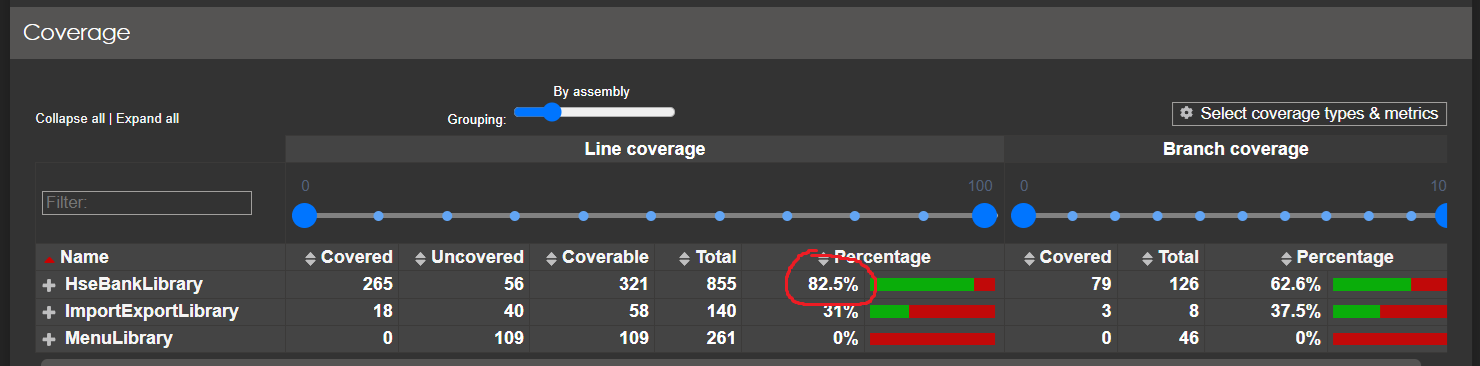 Coverage
By assembly
Collapse all | Expand all
Grouping:
Select coverage types & metrics
Line coverage Branch coverage
0 100 0 10
Filter:
Name Covered Uncovered Coverable Total Percentage Covered Total Percentage
HseBankLibrary 265 56 321 855 82.5% 79 126 62.6%
ImportExportLibrary 18 40 58 140 31% 3 8 37.5%
MenuLibrary 0 109 109 261 0% 0 46 0%